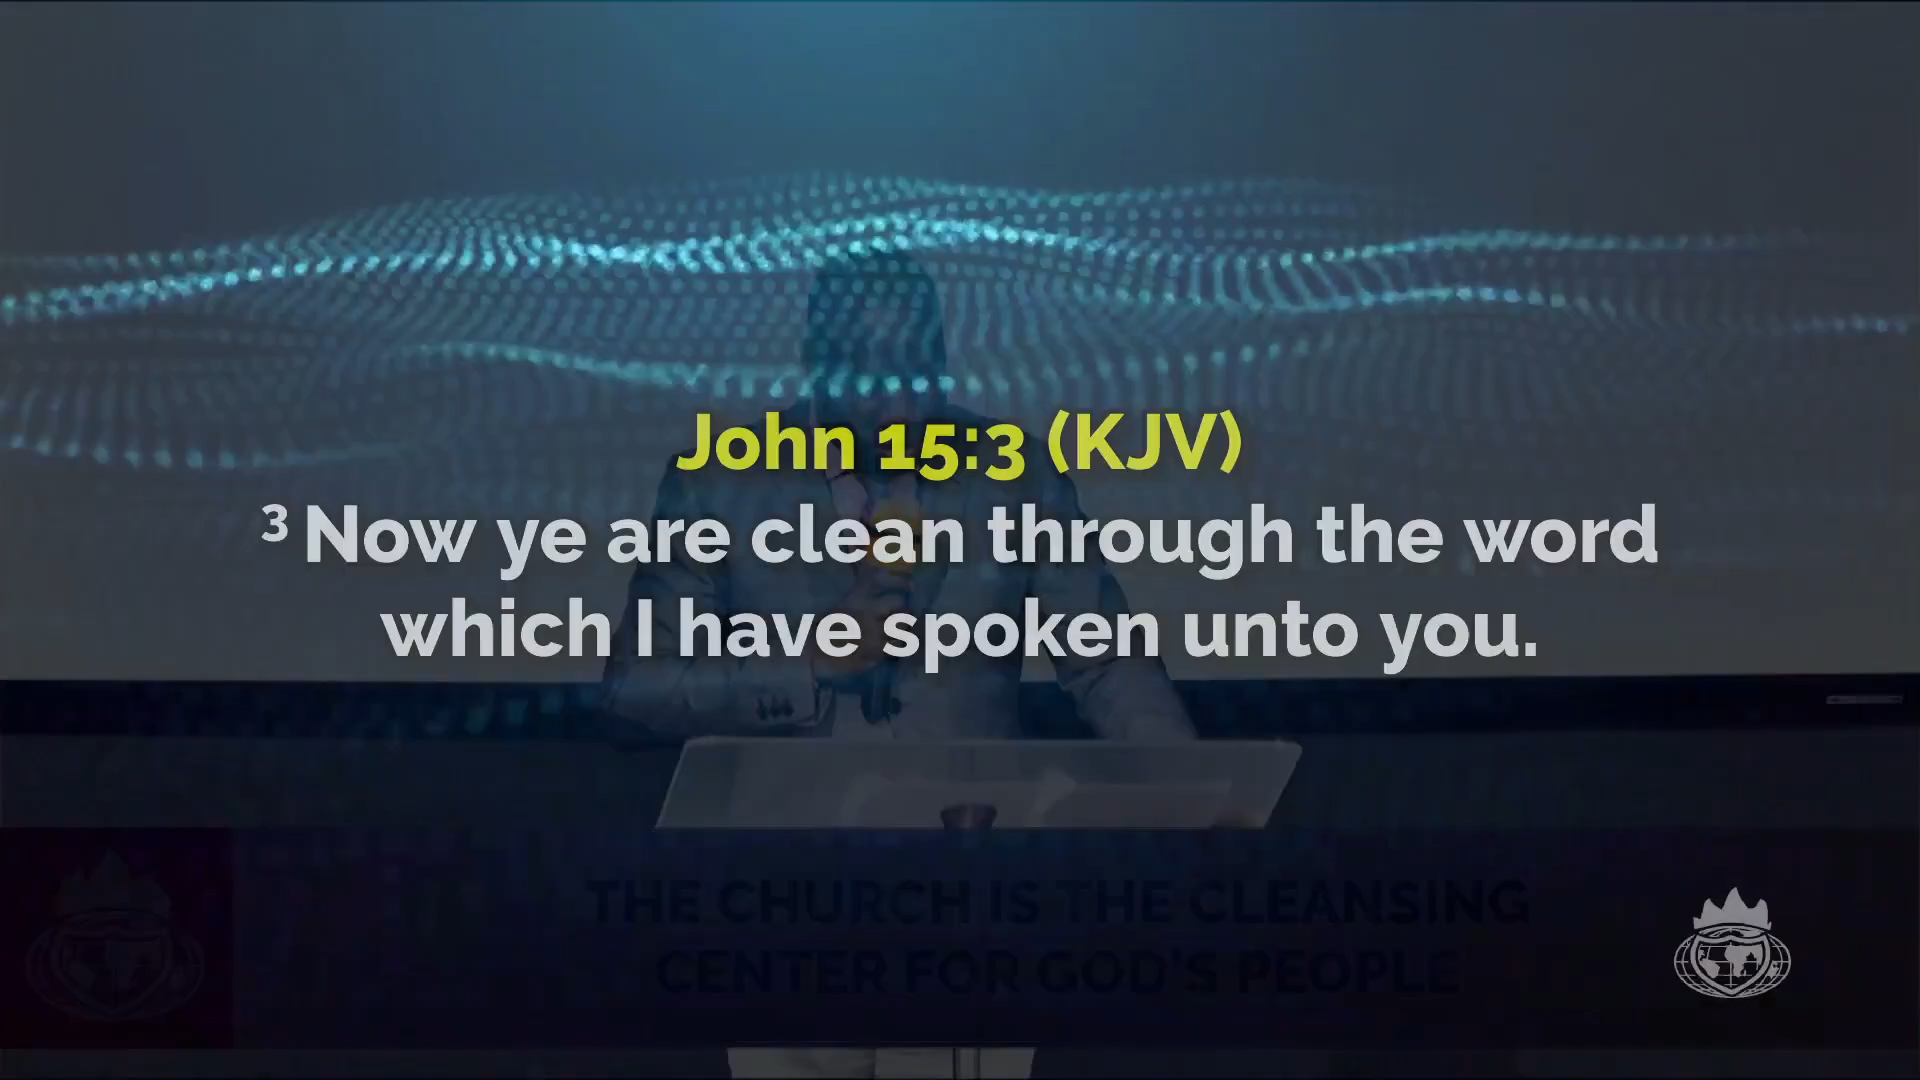 John 15:3 (KJV)
3 Now ye are clean through the word
which I have spoken unto you.
THE CHURCH IS THE CLEANSING
CENTER FOR GOD'S PEOPLE